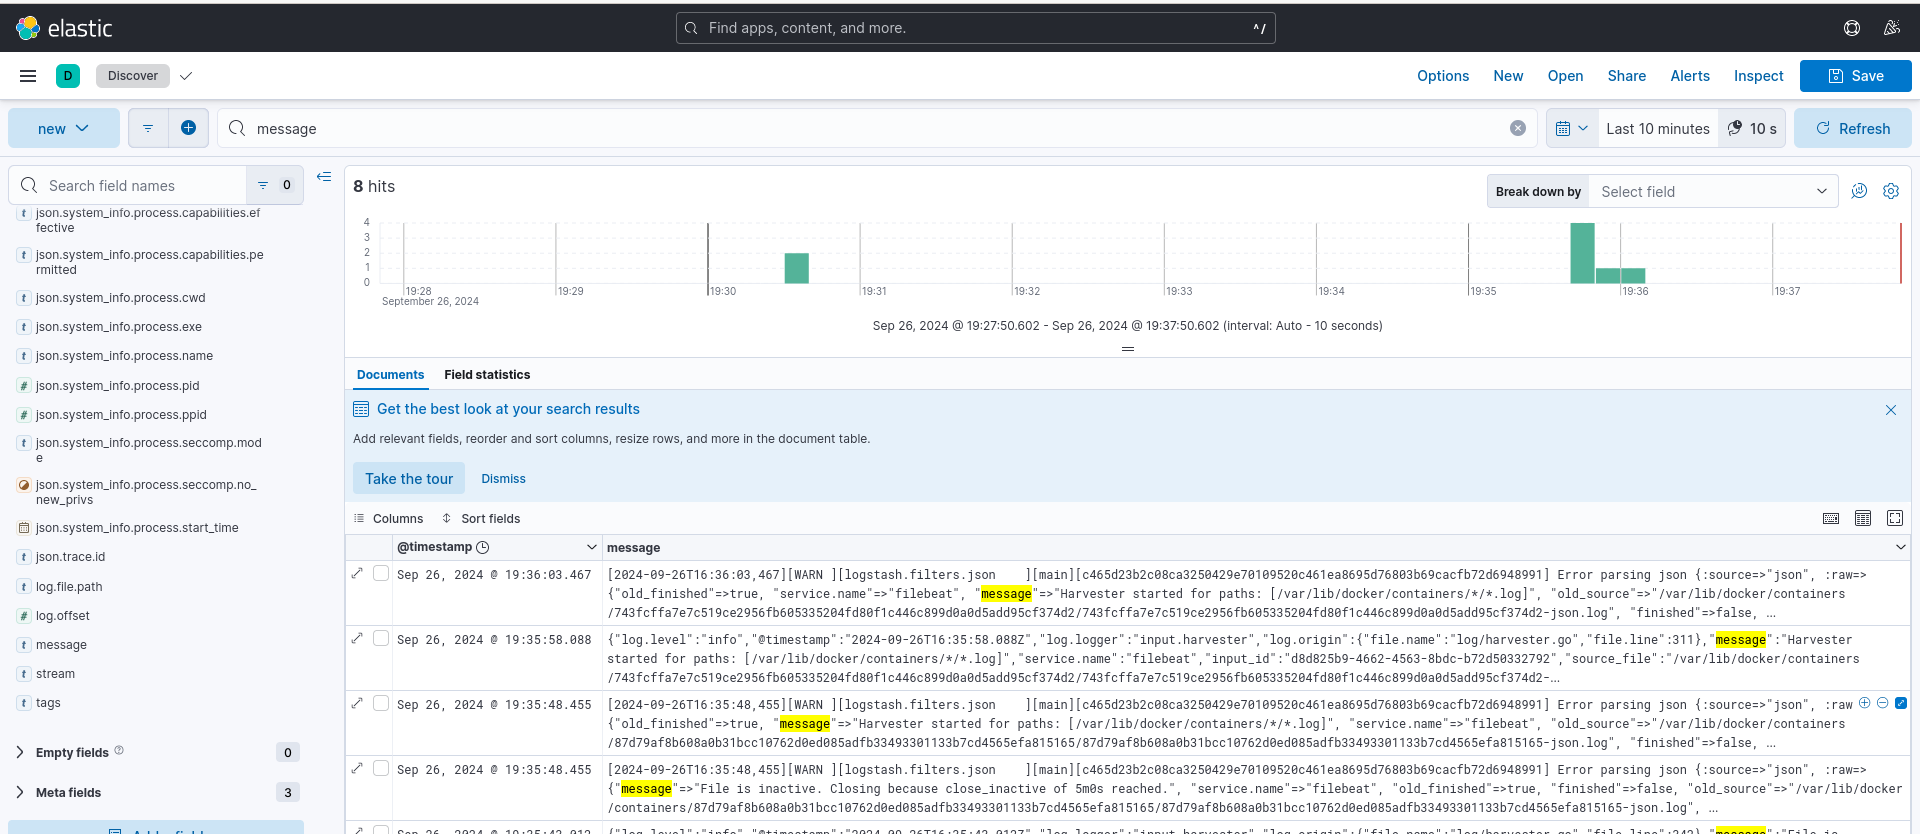 elastic
Find apps, content, and more.
^/
D
Discover
Options
New
Open
Share
Alerts
Inspect
Save
new
message
Last 10 minutes
10 s
Refresh
Search field names
0
json.system_info.process.capabilities.ef
fective
json.system_info.process.capabilities.pe
rmitted
json.system_info.process.cwd
json.system_info.process.exe
json.system_info.process.name
json.system_info.process.pid
json.system_info.process.ppid
json.system_info.process.seccomp.mod
e
json.system_info.process.seccomp.no_
new_privs
json.system_info.process.start_time
json.trace.id
log.file.path
log.offset
message
stream
tags
Empty fields
0
Meta fields
3
8 hits
Break down by
Select field
4
3
2
1
0
19:28
19:29
19:30
19:31
19:32
19:33
19:34
19:35
19:36
19:37
September 26, 2024
Sep 26, 2024 @ 19:27:50.602 - Sep 26, 2024 @ 19:37:50.602 (interval: Auto - 10 seconds)
Documents
Field statistics
Get the best look at your search results
Add relevant fields, reorder and sort columns, resize rows, and more in the document table.
Take the tour
Dismiss
Columns
Sort fields
@timestamp
message
Sep 26, 2024 @ 19:36:03.467
[2024-09-26T16:36:03,467][WARN ][logstash.filters.json    ][main][c465d23b2c08ca3250429e70109520c461ea8695d76803b69cacfb72d6948991] Error parsing json {:source=>"json", :raw=>
{"old_finished"=>true, "service.name"=>"filebeat", "message"=>"Harvester started for paths: [/var/lib/docker/containers/*/*.log]", "old_source"=>"/var/lib/docker/containers
/743fcffa7e7c519ce2956fb605335204fd80f1c446c899d0a0d5add95cf374d2/743fcffa7e7c519ce2956fb605335204fd80f1c446c899d0a0d5add95cf374d2-json.log", "finished"=>false, ...
Sep 26, 2024 @ 19:35:58.088
{"log.level":"info","@timestamp":"2024-09-26T16:35:58.088Z","log.logger":"input.harvester","log.origin":{"file.name":"log/harvester.go","file.line":311},"message":"Harvester
started for paths: [/var/lib/docker/containers/*/*.log]","service.name":"filebeat","input_id":"d8d825b9-4662-4563-8bdc-b72d50332792","source_file":"/var/lib/docker/containers
/743fcffa7e7c519ce2956fb605335204fd80f1c446c899d0a0d5add95cf374d2/743fcffa7e7c519ce2956fb605335204fd80f1c446c899d0a0d5add95cf374d2-...
Sep 26, 2024 @ 19:35:48.455
[2024-09-26T16:35:48,455][WARN ][logstash.filters.json    ][main][c465d23b2c08ca3250429e70109520c461ea8695d76803b69cacfb72d6948991] Error parsing json {:source=>"json", :raw
{"old_finished"=>true, "message"=>"Harvester started for paths: [/var/lib/docker/containers/*/*.log]", "service.name"=>"filebeat", "old_source"=>"/var/lib/docker/containers
/87d79af8b608a0b31bcc10762d0ed085adfb33493301133b7cd4565efa815165/87d79af8b608a0b31bcc10762d0ed085adfb33493301133b7cd4565efa815165-json.log", "finished"=>false, ...
Sep 26, 2024 @ 19:35:48.455
[2024-09-26T16:35:48,455][WARN ][logstash.filters.json    ][main][c465d23b2c08ca3250429e70109520c461ea8695d76803b69cacfb72d6948991] Error parsing json {:source=>"json", :raw=>
{"message"=>"File is inactive. Closing because close_inactive of 5m0s reached.", "service.name"=>"filebeat", "old_finished"=>true, "finished"=>false, "old_source"=>"/var/lib/docker
/containers/87d79af8b608a0b31bcc10762d0ed085adfb33493301133b7cd4565efa815165/87d79af8b608a0b31bcc10762d0ed085adfb33493301133b7cd4565efa815165-json.log", ...